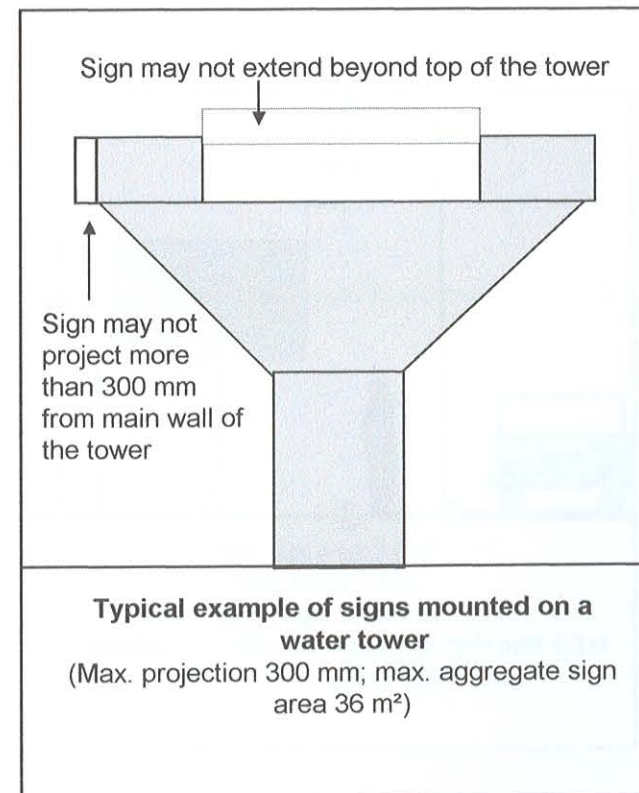 Sign may not extend beyond top of the tower
Sign may not
project more
than 300 mm
from main wall of
the tower
Typical example of signs mounted on a
water tower
(Max. projection 300 mm; max. aggregate sign
area 36 m²)